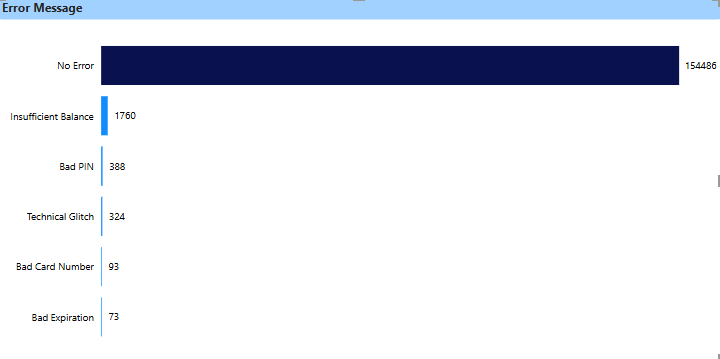 Error Message
No Error 154486
Insufficient Balance 1760
Bad PIN 388
Technical Glitch 324
Bad Card Number 93
Bad Expiration 73